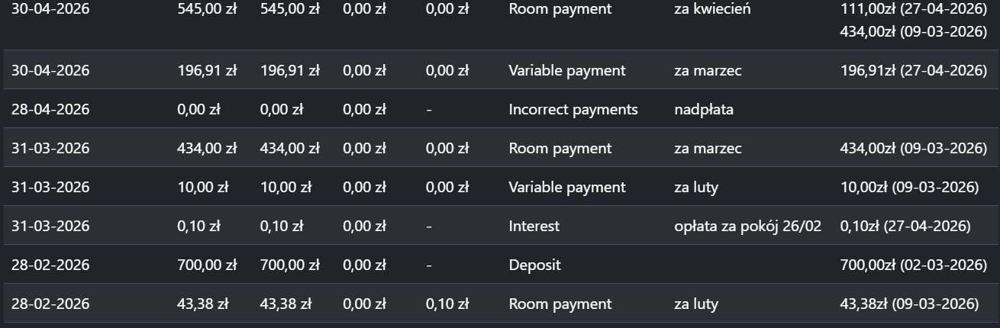 30-04-2026 545,00 zł 545,00 zł 0,00 zł 0,00 zł Room payment za kwiecień 111,00zł (27-04-2026)
434,00zł (09-03-2026)
30-04-2026 196,91 zł 196,91 zł 0,00 zł 0,00 zł Variable payment za marzec 196,91zł (27-04-2026)
28-04-2026 0,00 zł 0,00 zł 0,00 zł - Incorrect payments nadpłata
31-03-2026 434,00 zł 434,00 zł 0,00 zł 0,00 zł Room payment za marzec 434,00zł (09-03-2026)
31-03-2026 10,00 zł 10,00 zł 0,00 zł 0,00 zł Variable payment za luty 10,00zł (09-03-2026)
31-03-2026 0,10 zł 0,10 zł 0,00 zł - Interest opłata za pokój 26/02 0,10zł (27-04-2026)
28-02-2026 700,00 zł 700,00 zł 0,00 zł - Deposit 700,00zł (02-03-2026)
28-02-2026 43,38 zł 43,38 zł 0,00 zł 0,10 zł Room payment za luty 43,38zł (09-03-2026)